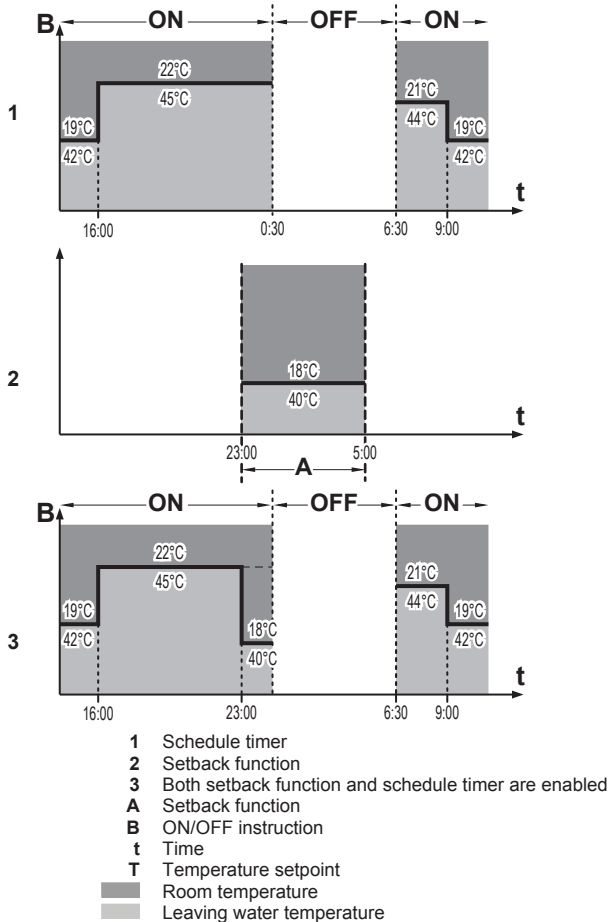 B ON OFF ON
22°C
45°C
21°C
44°C
19°C
42°C
19°C
42°C
1
t
16:00 0:30 6:30 9:00
18°C
40°C
2
t
23:00 5:00
A
B ON OFF ON
22°C
45°C
21°C
44°C
19°C
42°C
18°C
40°C
19°C
42°C
3
t
16:00 23:00 6:30 9:00
1 Schedule timer
2 Setback function
3 Both setback function and schedule timer are enabled
A Setback function
B ON/OFF instruction
t Time
T Temperature setpoint
Room temperature
Leaving water temperature